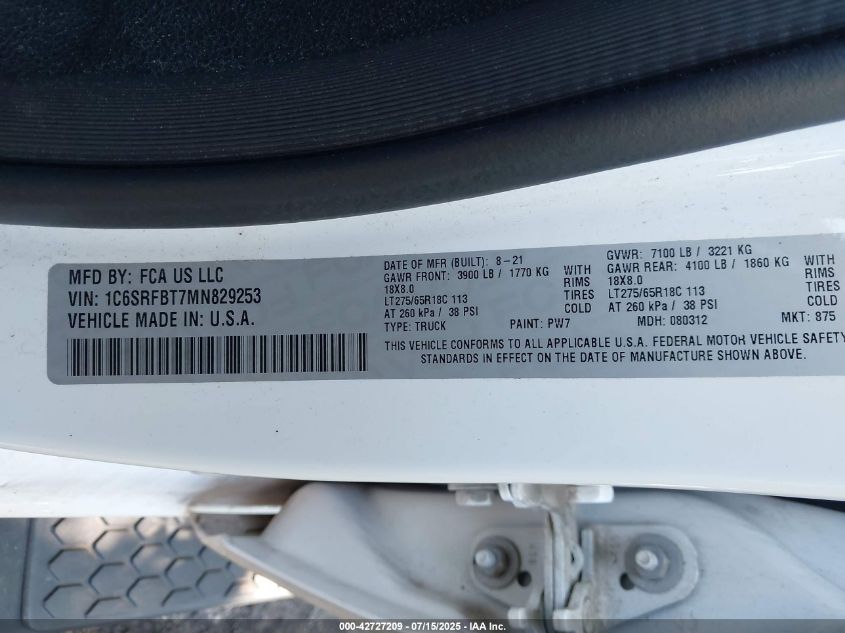 MFD BY: FCA US LLC
VIN: 1C6SRFBT7MN829253
VEHICLE MADE IN: U.S.A.
DATE OF MFR (BUILT): 8-21
GAWR FRONT: 3900 LB / 1770 KG WITH
18X8.0 RIMS
LT275/65R18C 113 TIRES
AT 260 kPa / 38 PSI COLD
TYPE: TRUCK PAINT: PW7
GVWR: 7100 LB / 3221 KG
GAWR REAR: 4100 LB / 1860 KG WITH
18X8.0 RIMS
LT275/65R18C 113 TIRES
AT 260 kPa / 38 PSI COLD
MDH: 080312 MKT: 875
THIS VEHICLE CONFORMS TO ALL APPLICABLE U.S.A. FEDERAL MOTOR VEHICLE SAFETY
STANDARDS IN EFFECT ON THE DATE OF MANUFACTURE SHOWN ABOVE.
000-42727209 - 07/15/2025 - IAA Inc.